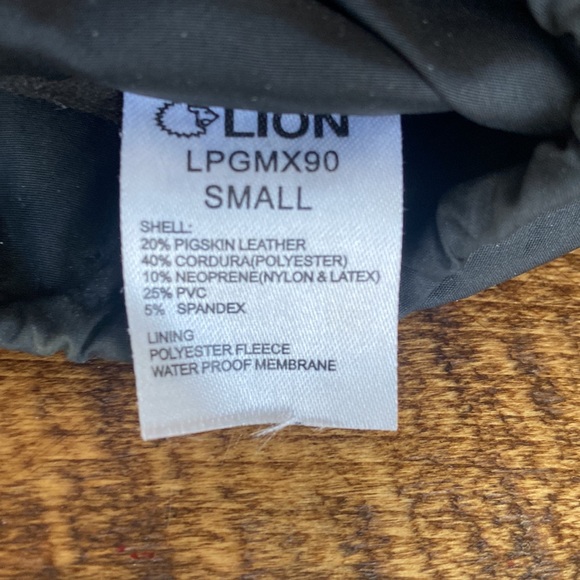 LION
LPGMX90
SMALL
SHELL:
20% PIGSKIN LEATHER
40% CORDURA(POLYESTER)
10% NEOPRENE(NYLON & LATEX)
25% PVC
5% SPANDEX
LINING
POLYESTER FLEECE
WATER PROOF MEMBRANE